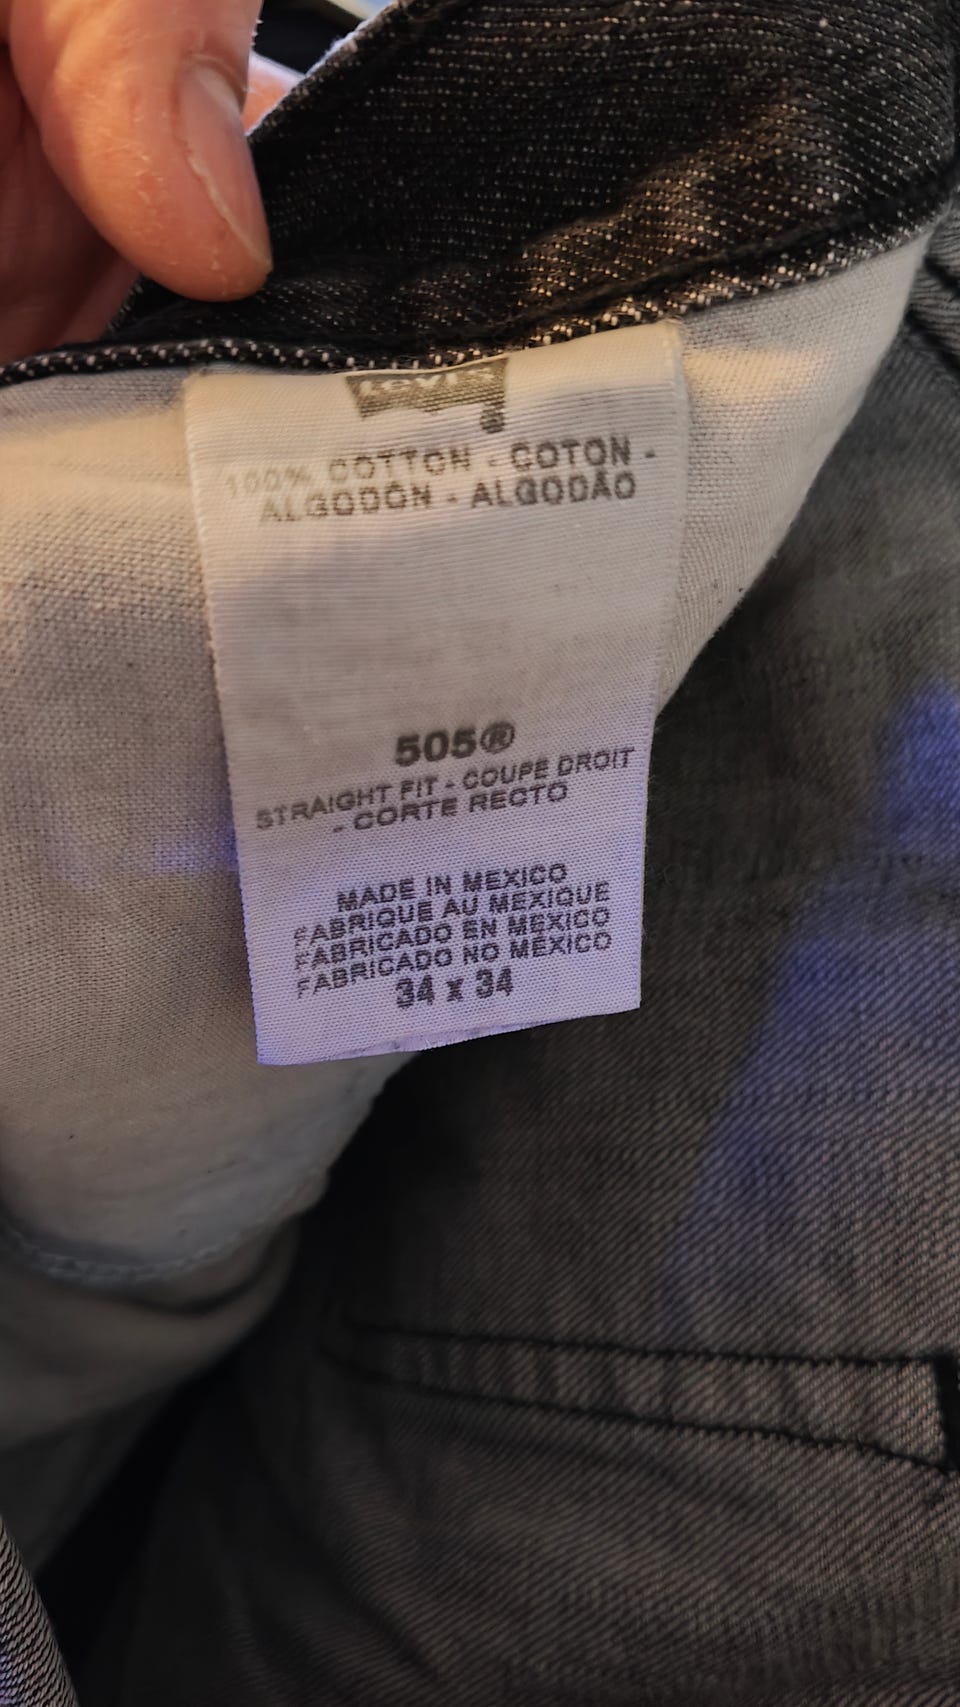 Levi's
®
100% COTTON - COTON -
ALGODÓN - ALGODÃO
505®
STRAIGHT FIT - COUPE DROIT
- CORTE RECTO
MADE IN MEXICO
FABRIQUE AU MEXIQUE
FABRICADO EN MEXICO
FABRICADO NO MÉXICO
34 x 34